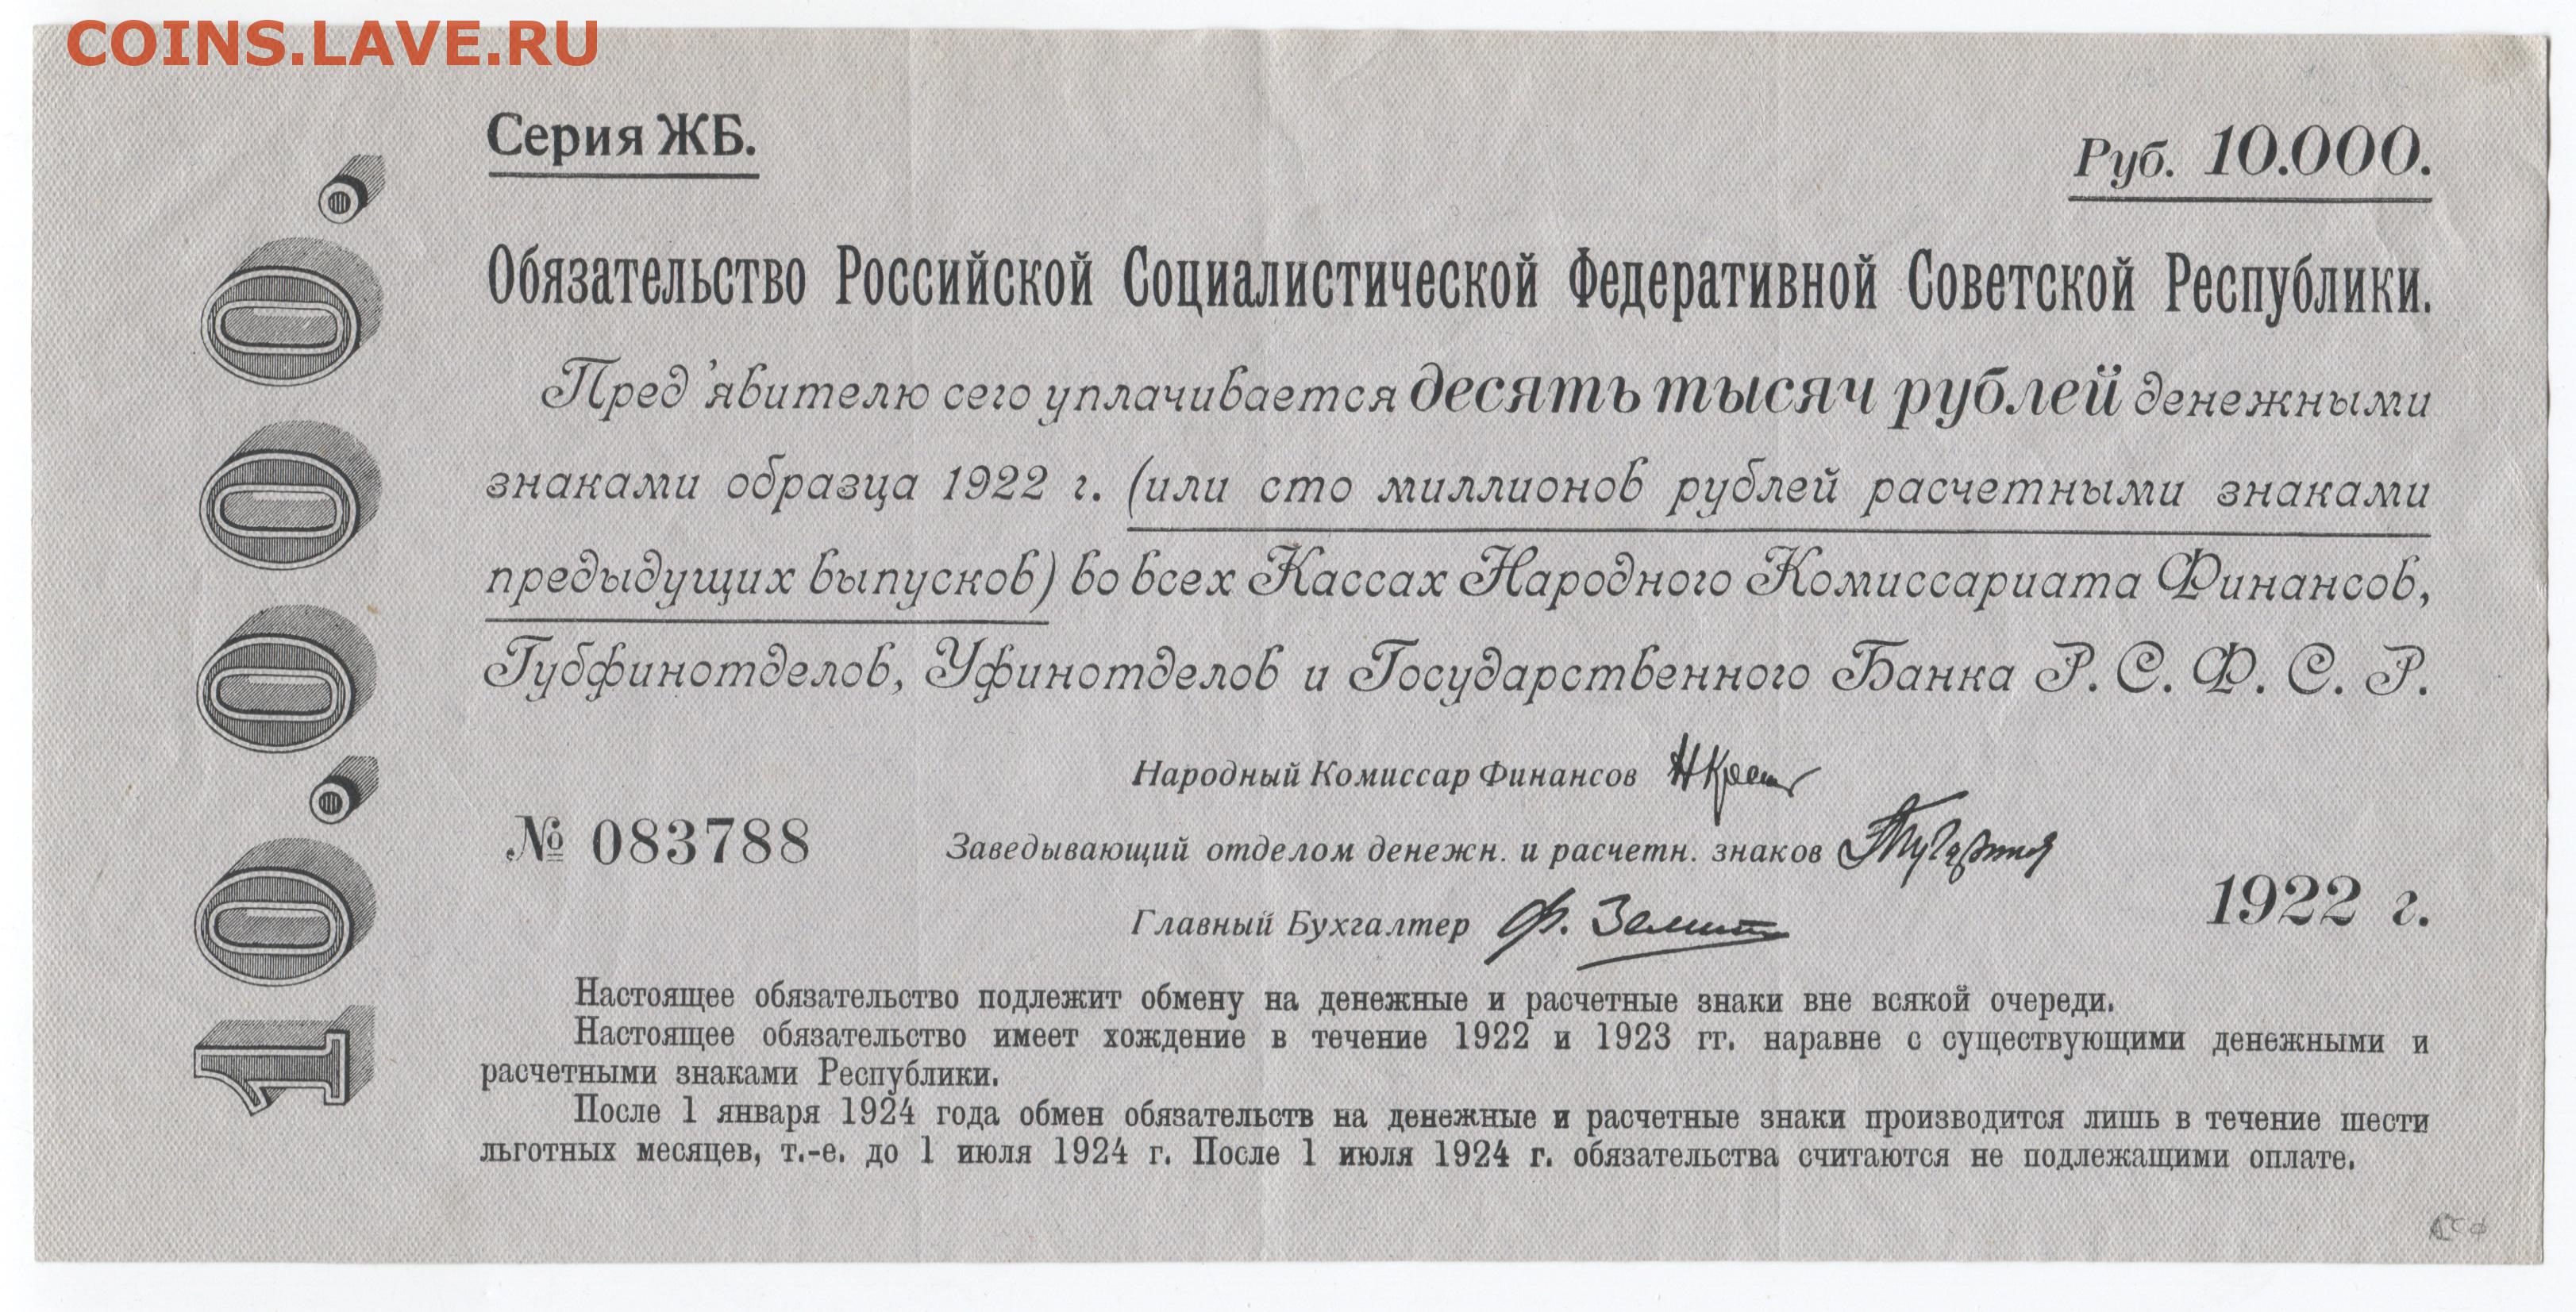 COINS.LAVE.RU
Серия ЖБ.
Руб. 10.000.
10.000.
Обязательство Российской Социалистической Федеративной Советской Республики.
Пред'явителю сего уплачивается десять тысяч рублей денежными
знаками образца 1922 г. (или сто миллионов рублей расчетными знаками
предыдущих выпусков) во всех Кассах Народного Комиссариата Финансов,
Губфинотделов, Уфинотделов и Государственного Банка Р. С. Ф. С. Р.
Народный Комиссар Финансов
№ 083788
Заведывающий отделом денежн. и расчетн. знаков
Главный Бухгалтер
1922 г.
Настоящее обязательство подлежит обмену на денежные и расчетные знаки вне всякой очереди.
Настоящее обязательство имеет хождение в течение 1922 и 1923 гг. наравне с существующими денежными и
расчетными знаками Республики.
После 1 января 1924 года обмен обязательств на денежные и расчетные знаки производится лишь в течение шести
льготных месяцев, т.-е. до 1 июля 1924 г. После 1 июля 1924 г. обязательства считаются не подлежащими оплате.